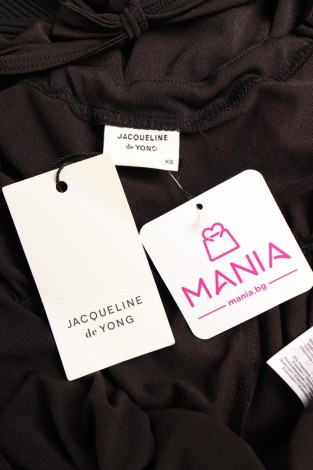 JACQUELINE
de YONG
XS
JACQUELINE
de YONG
MANIA
mania.bg